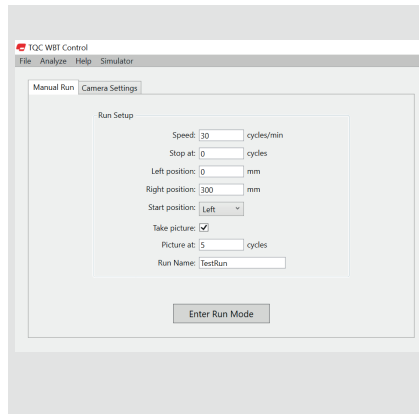 TQC WBT Control
File Analyze Help Simulator
Manual Run Camera Settings
Run Setup
Speed: 30 cycles/min
Stop at: 0 cycles
Left position: 0 mm
Right position: 300 mm
Start position: Left
Take picture:
Picture at: 5 cycles
Run Name: TestRun
Enter Run Mode